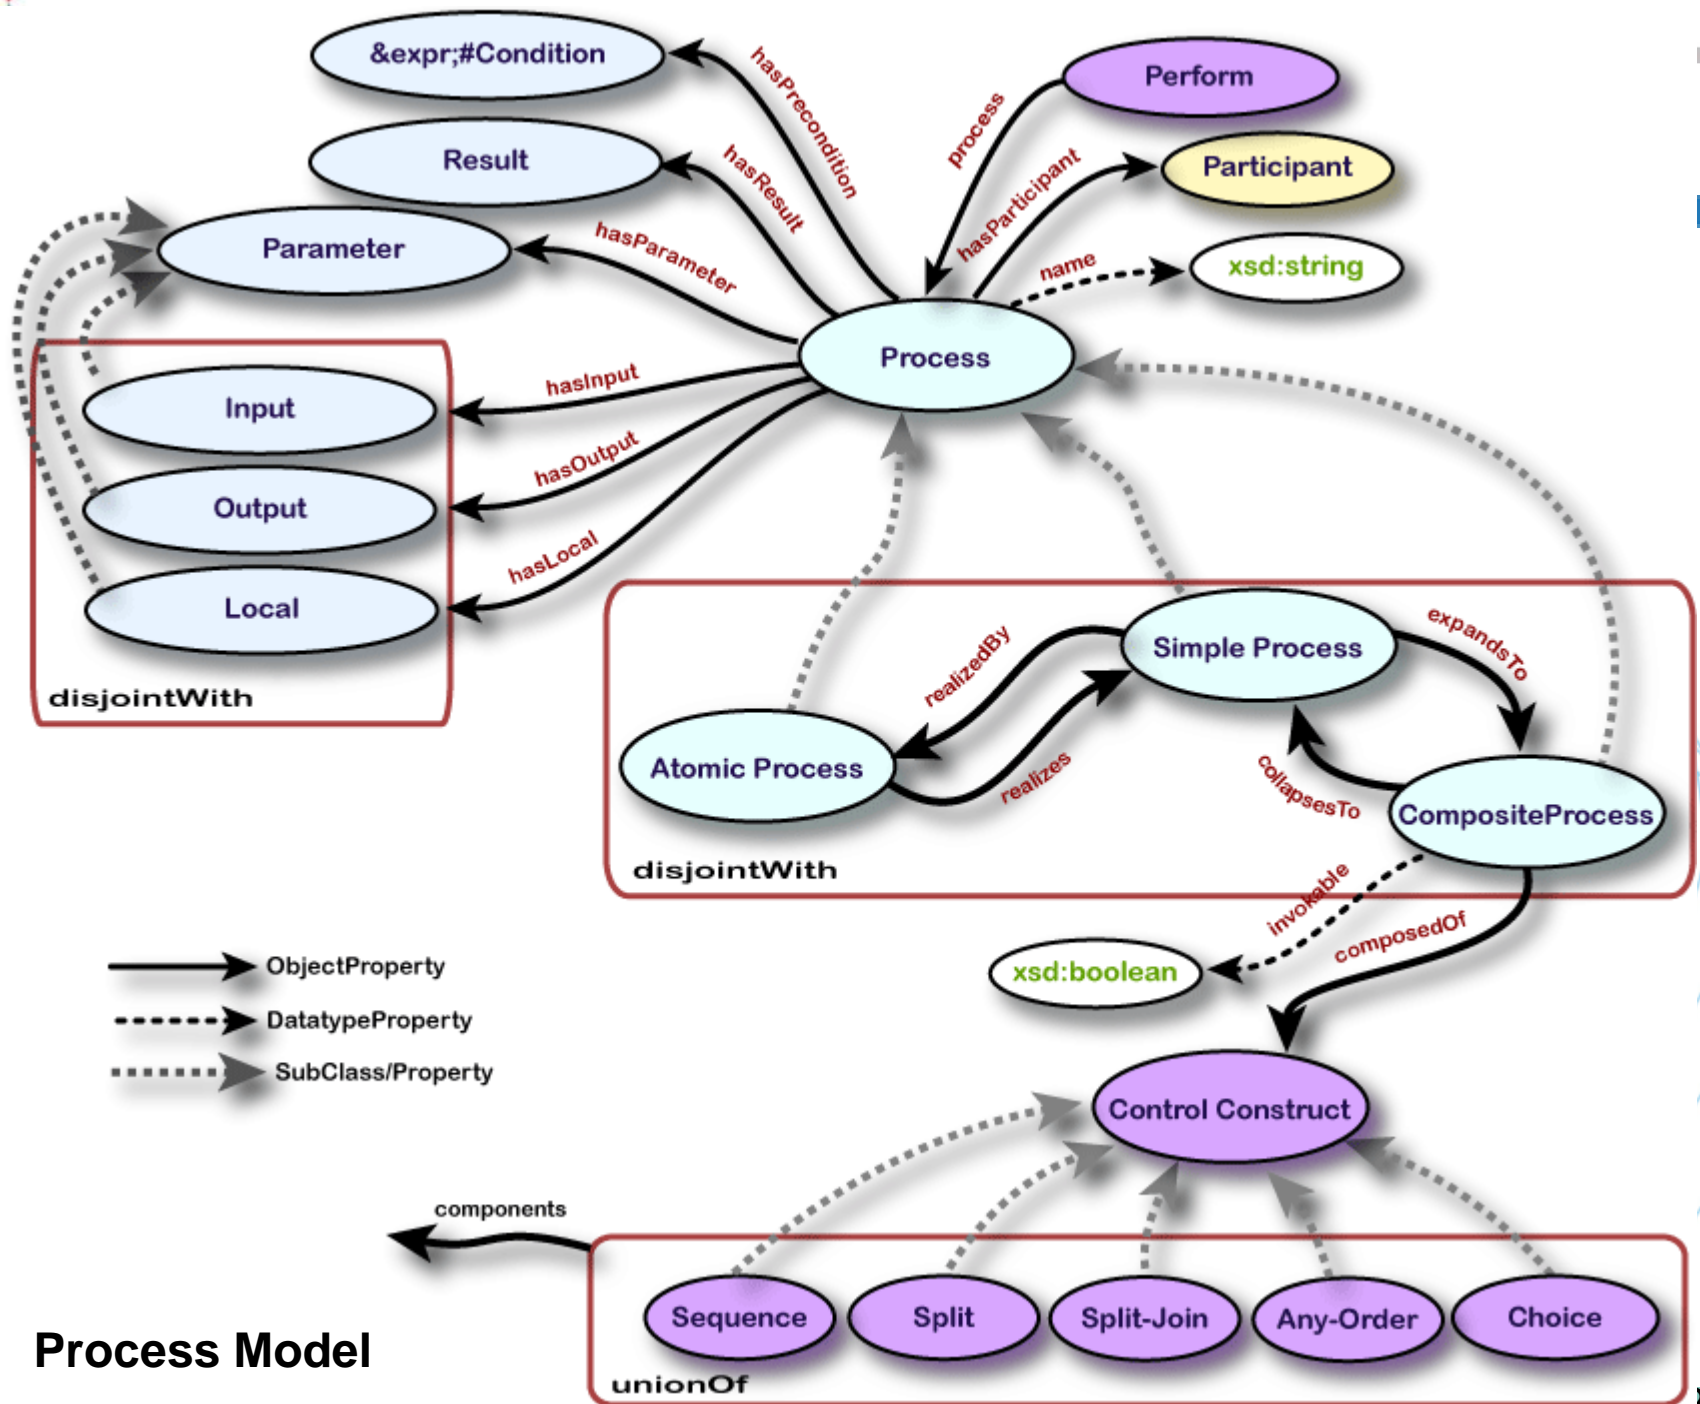 &expr;#Condition
hasPrecondition
Perform
process
Result
hasResult
hasParticipant
Participant
Parameter
hasParameter
name
xsd:string
Process
hasInput
Input
hasOutput
Output
hasLocal
Local
disjointWith
realizedBy
Simple Process
expandsTo
Atomic Process
realizes
collapsesTo
CompositeProcess
disjointWith
invokable
composedOf
xsd:boolean
ObjectProperty
DatatypeProperty
SubClass/Property
Control Construct
components
Sequence
Split
Split-Join
Any-Order
Choice
Process Model
unionOf